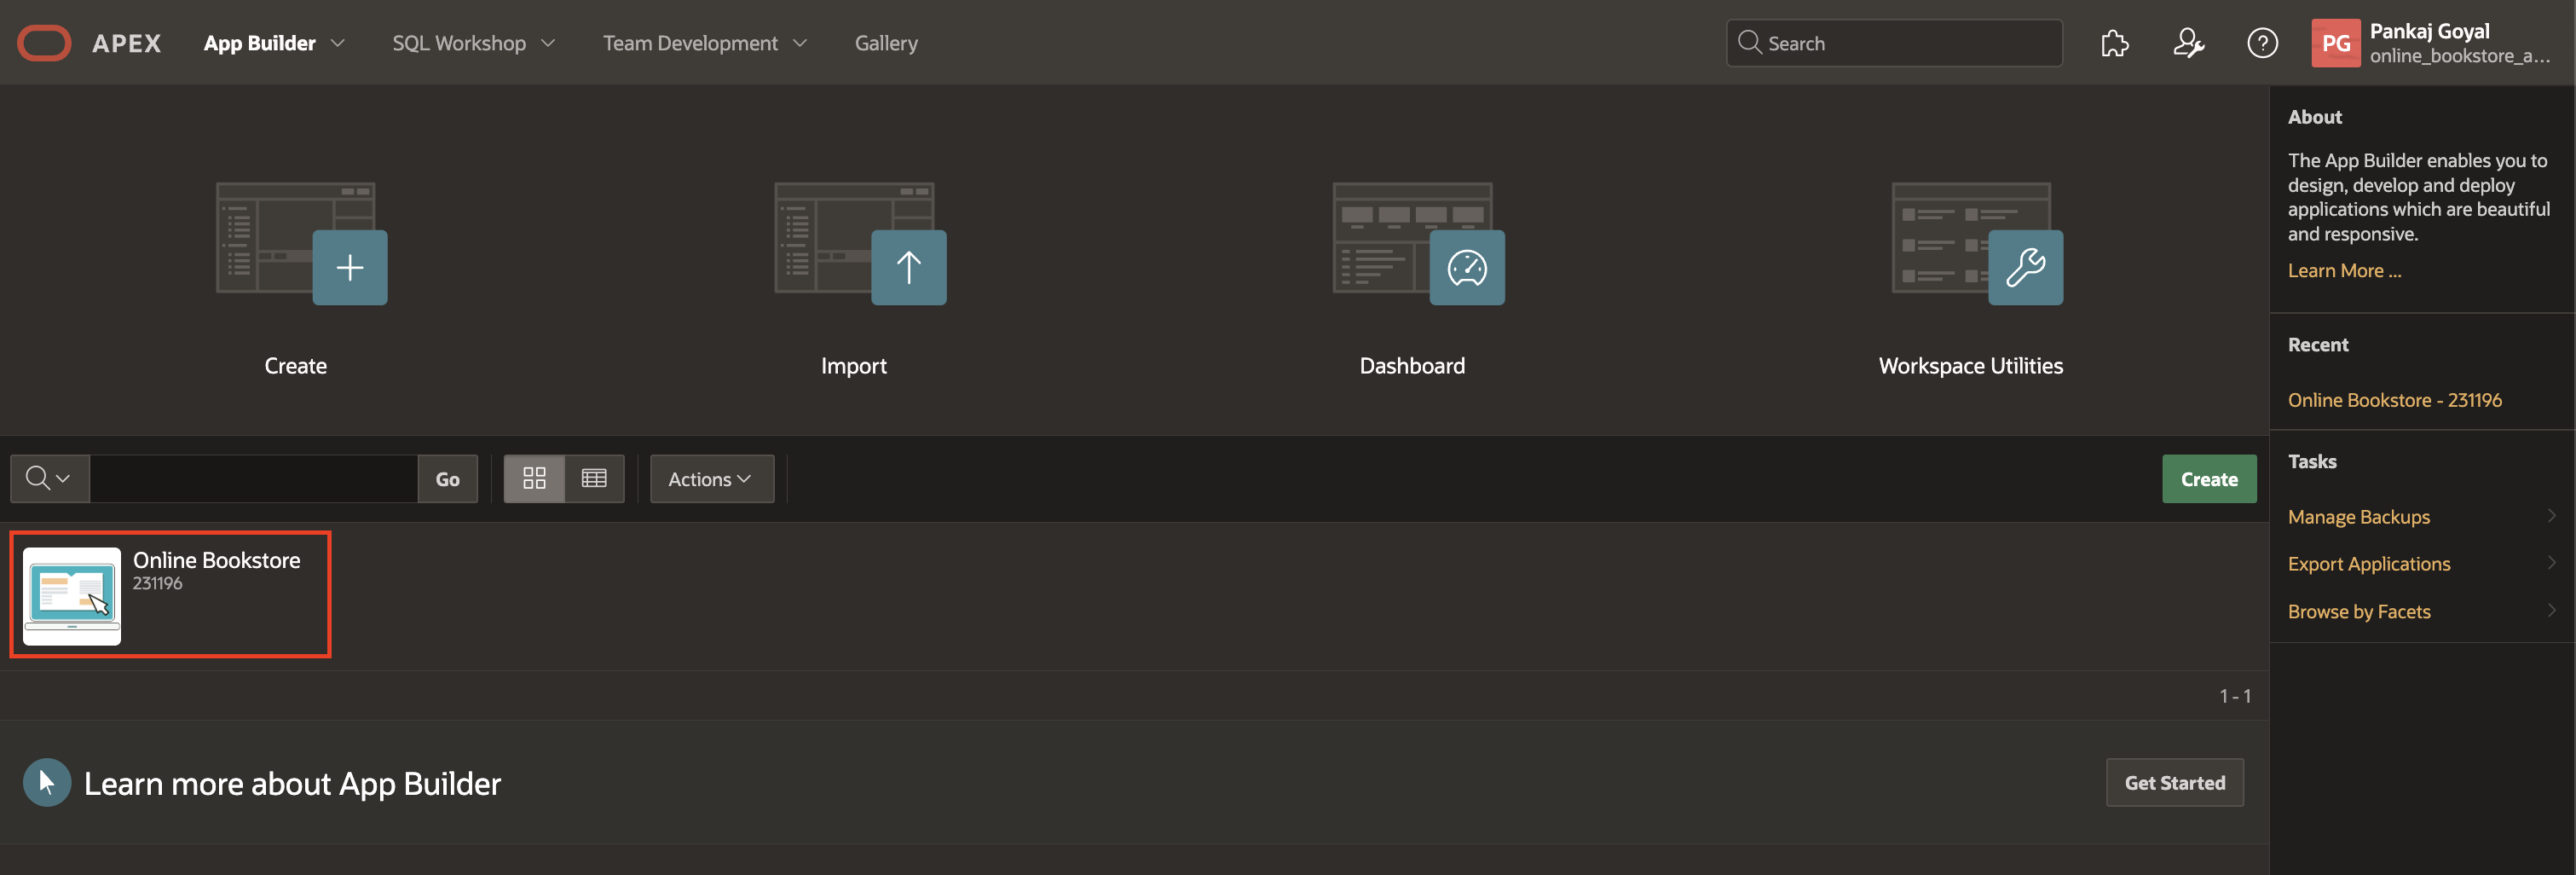 APEX
App Builder
SQL Workshop
Team Development
Gallery
Search
PG
Pankaj Goyal
online_bookstore_a...
Create
Import
Dashboard
Workspace Utilities
Go
Actions
Create
Online Bookstore
231196
1 - 1
Learn more about App Builder
Get Started
About
The App Builder enables you to
design, develop and deploy
applications which are beautiful
and responsive.
Learn More ...
Recent
Online Bookstore - 231196
Tasks
Manage Backups
Export Applications
Browse by Facets